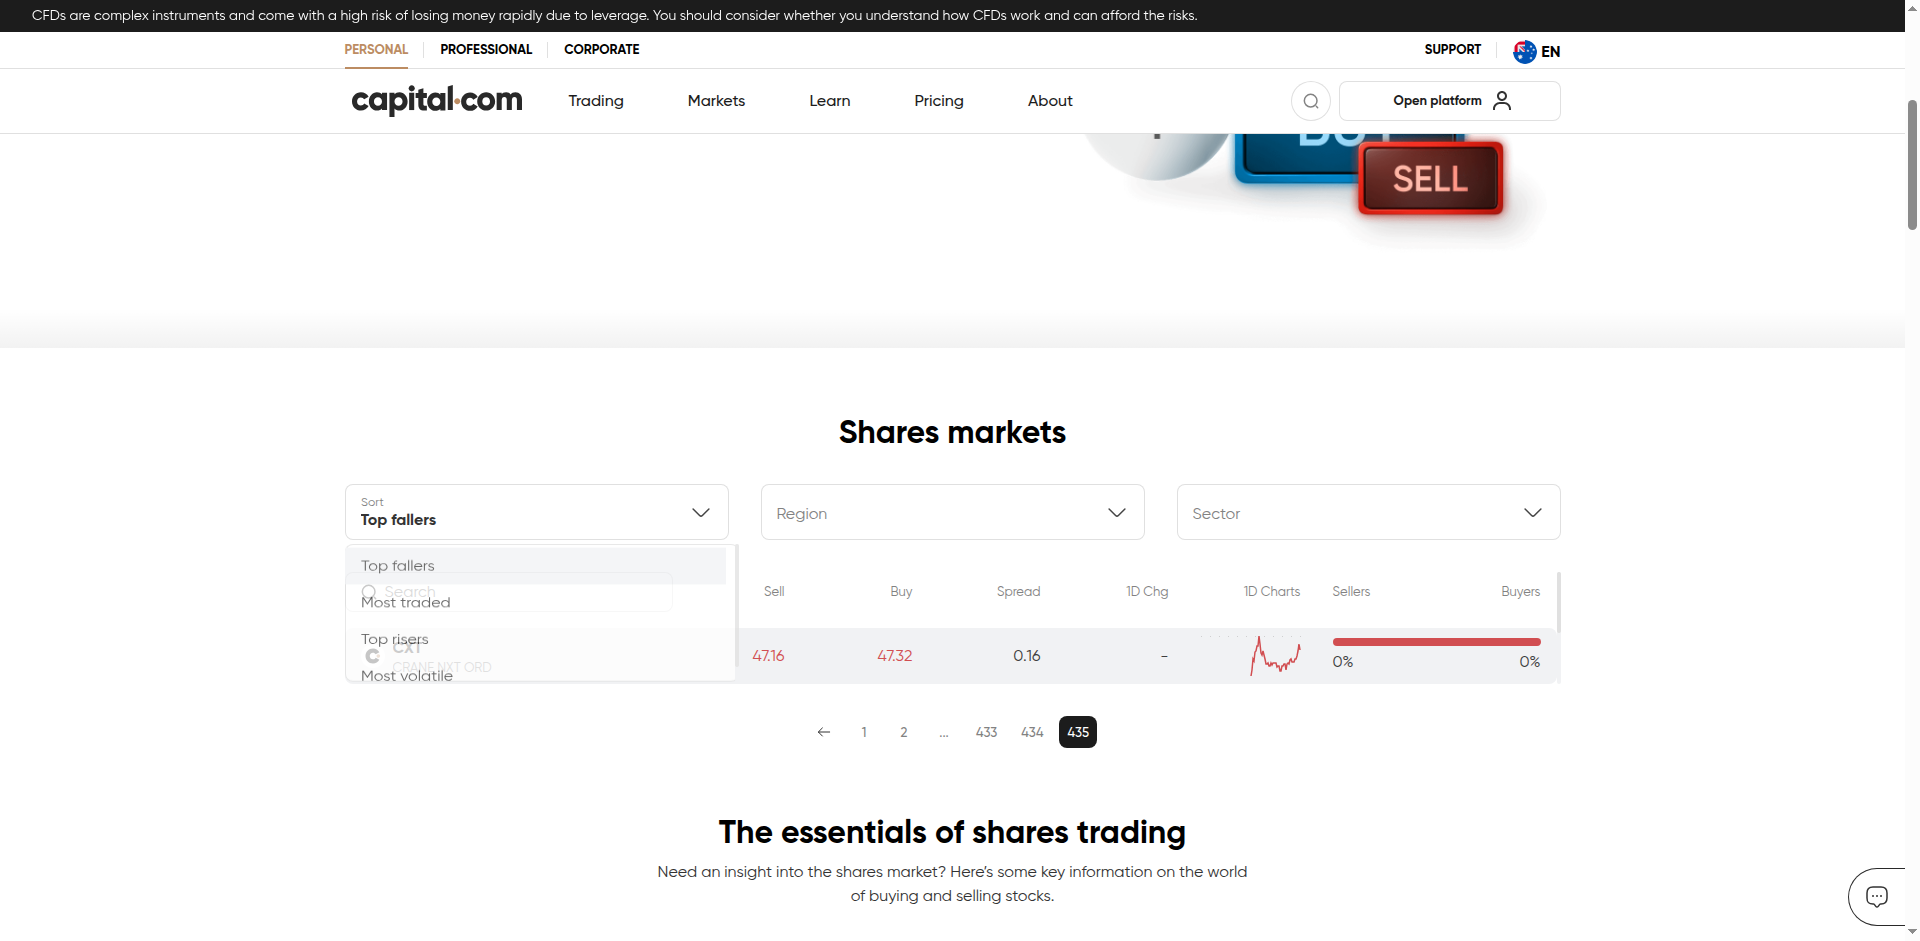 CFDs are complex instruments and come with a high risk of losing money rapidly due to leverage. You should consider whether you understand how CFDs work and can afford the risks.
PERSONAL PROFESSIONAL CORPORATE SUPPORT EN
capital.com Trading Markets Learn Pricing About Open platform
SELL
Shares markets
Sort
Top fallers
Region
Sector
Top fallers
Search
Most traded
Top risers
Most volatile
Sell Buy Spread 1D Chg 1D Charts Sellers Buyers
CXT
CRANE NXT ORD
47.16 47.32 0.16 -
0% 0%
1 2 ... 433 434 435
The essentials of shares trading
Need an insight into the shares market? Here's some key information on the world
of buying and selling stocks.